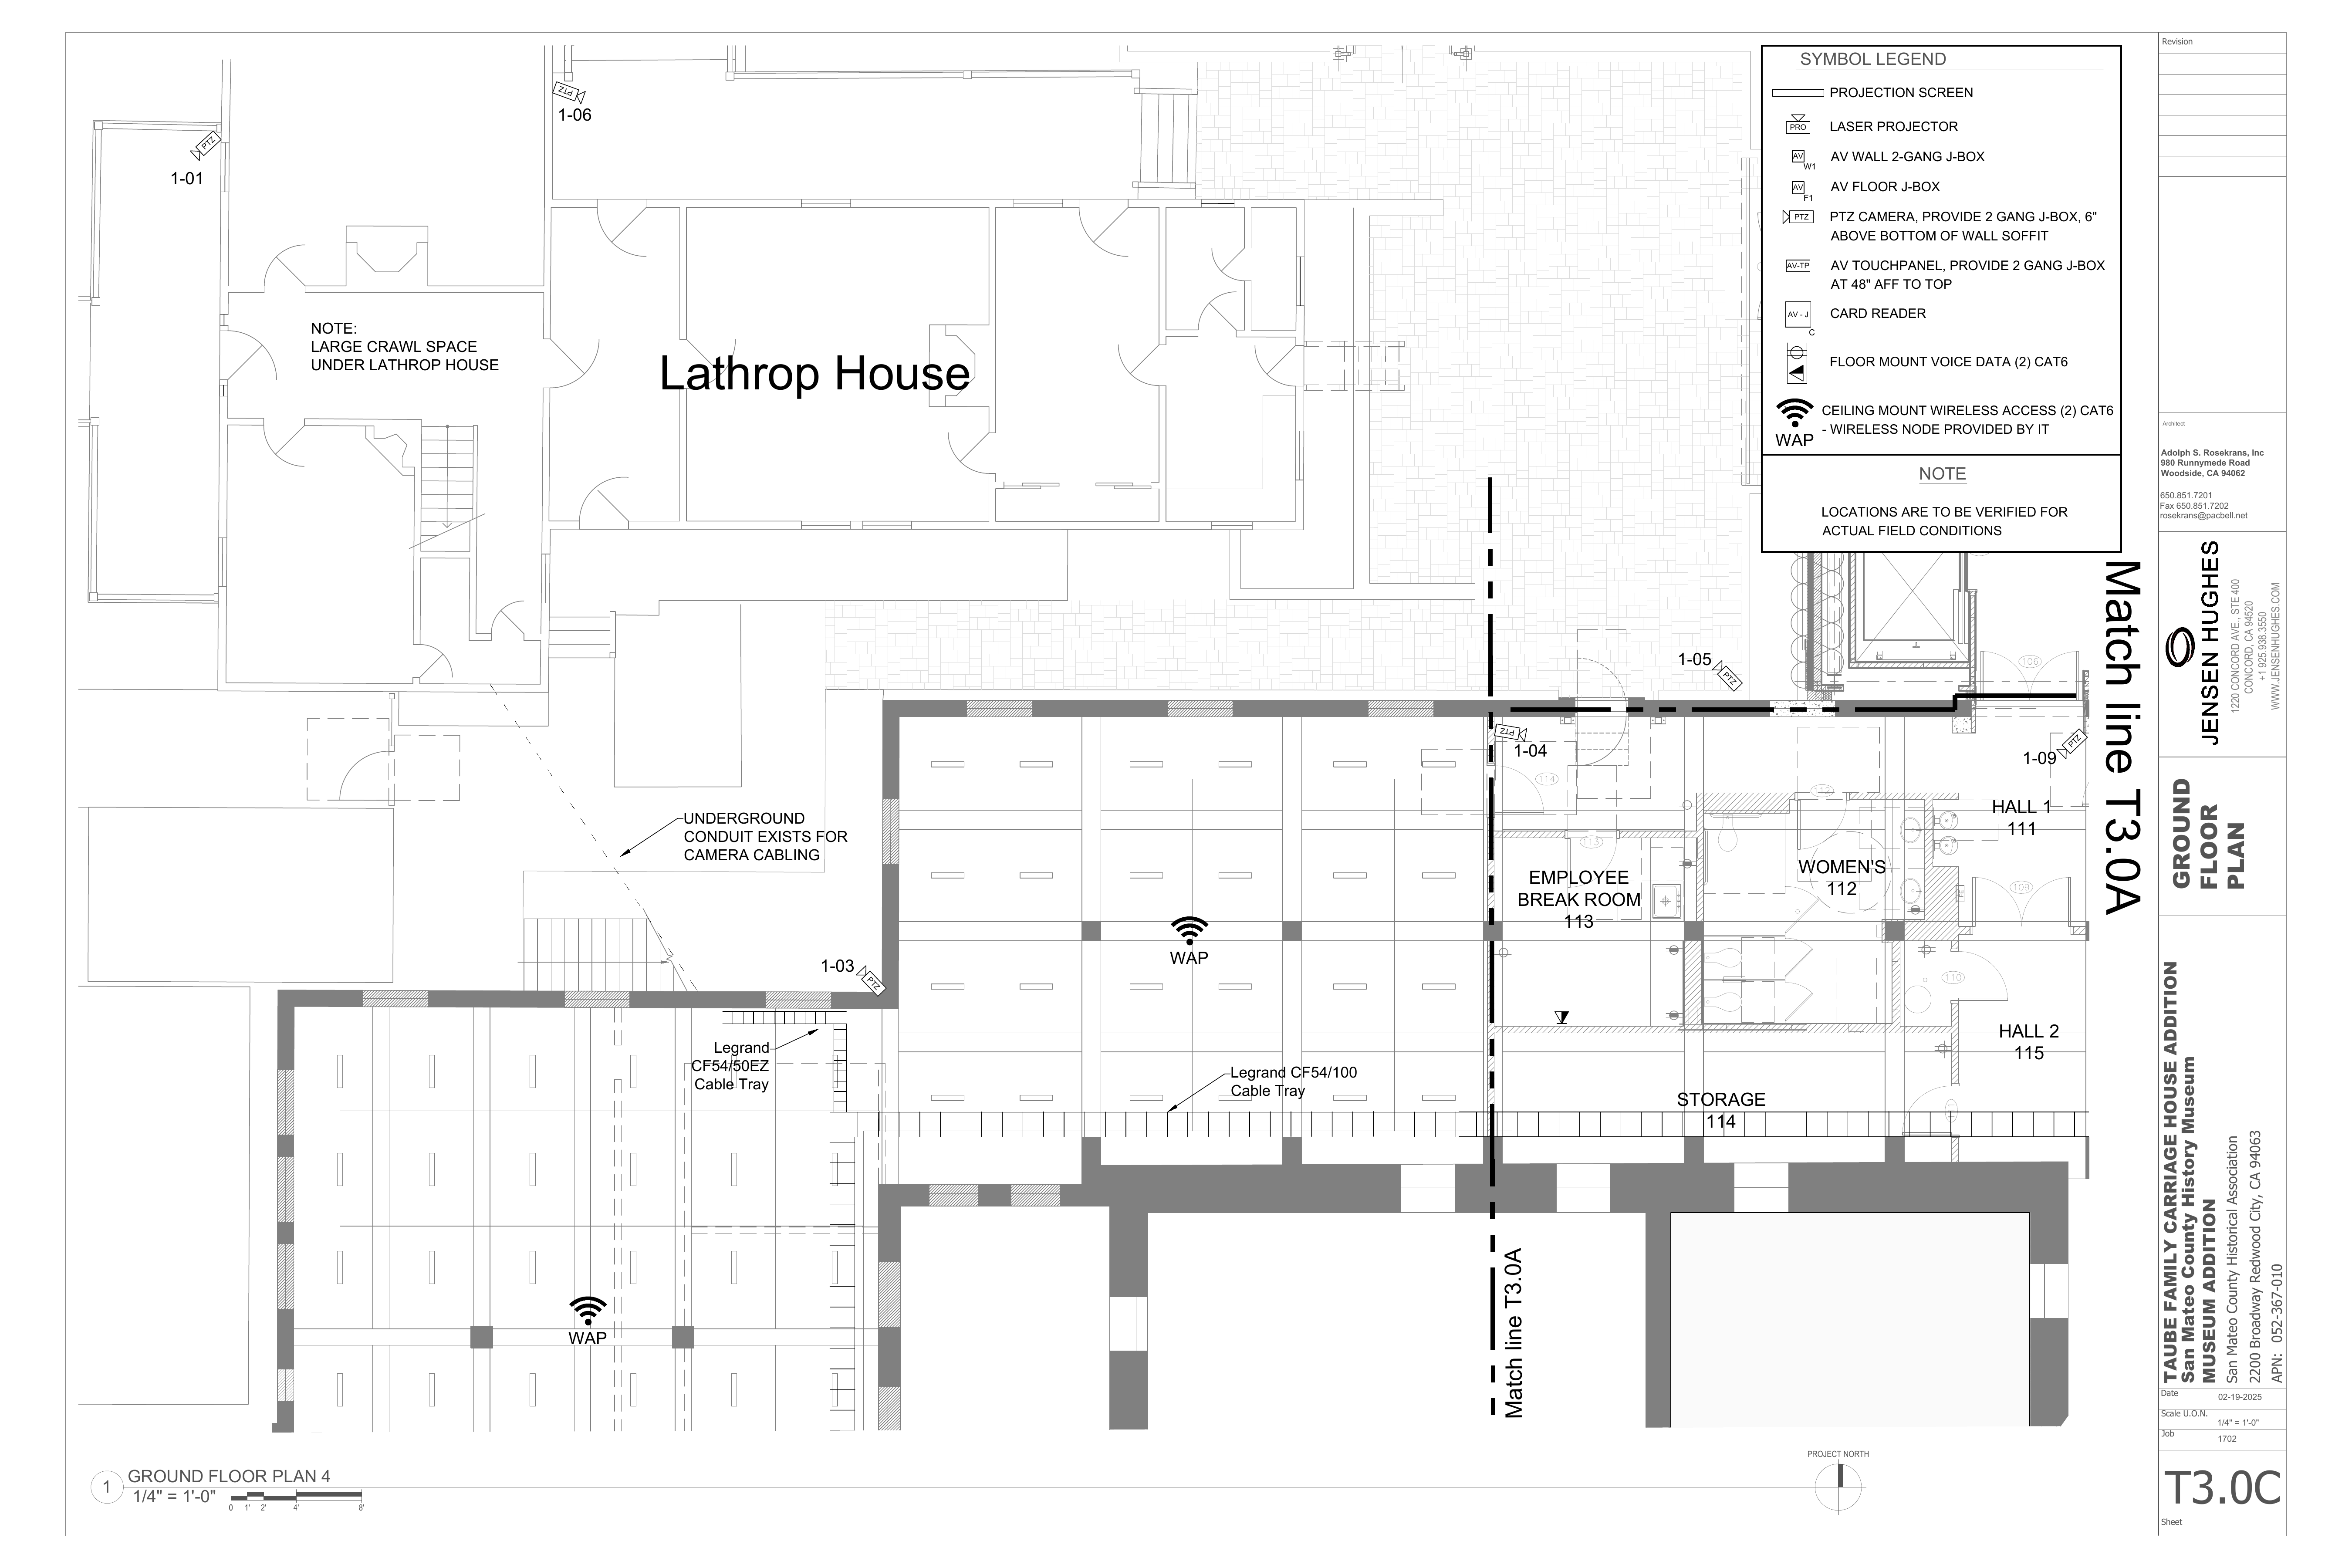 1-06
1-01
NOTE:
LARGE CRAWL SPACE
UNDER LATHROP HOUSE
Lathrop House
SYMBOL LEGEND
PROJECTION SCREEN
PRO
LASER PROJECTOR
AV
W1
AV WALL 2-GANG J-BOX
AV
F1
AV FLOOR J-BOX
PTZ
PTZ CAMERA, PROVIDE 2 GANG J-BOX, 6"
ABOVE BOTTOM OF WALL SOFFIT
AV-TP
AV TOUCHPANEL, PROVIDE 2 GANG J-BOX
AT 48" AFF TO TOP
AV - J
C
CARD READER
FLOOR MOUNT VOICE DATA (2) CAT6
WAP
CEILING MOUNT WIRELESS ACCESS (2) CAT6
- WIRELESS NODE PROVIDED BY IT
NOTE
LOCATIONS ARE TO BE VERIFIED FOR
ACTUAL FIELD CONDITIONS
PTZ
PTZ
1-05
PTZ
106
Match line T3.0A
PTZ
1-04
114
1-09
PTZ
UNDERGROUND
CONDUIT EXISTS FOR
CAMERA CABLING
112
113
HALL 1
111
EMPLOYEE
BREAK ROOM
113
WOMEN'S
112
109
WAP
1-03
PTZ
110
HALL 2
115
Legrand
CF54/50EZ
Cable Tray
Legrand CF54/100
Cable Tray
STORAGE
114
WAP
Match line T3.0A
1
GROUND FLOOR PLAN 4
1/4" = 1'-0"
0 1' 2' 4' 8'
PROJECT NORTH
Revision
Architect
Adolph S. Rosekrans, Inc
980 Runnymede Road
Woodside, CA 94062
650.851.7201
Fax 650.851.7202
rosekrans@pacbell.net
JENSEN HUGHES
1220 CONCORD AVE., STE 400
CONCORD, CA 94520
+1 925.938.3550
WWW.JENSENHUGHES.COM
GROUND
FLOOR
PLAN
TAUBE FAMILY CARRIAGE HOUSE ADDITION
San Mateo County History Museum
MUSEUM ADDITION
San Mateo County Historical Association
2200 Broadway Redwood City, CA 94063
APN: 052-367-010
Date
02-19-2025
Scale U.O.N.
1/4" = 1'-0"
Job
1702
T3.0C
Sheet